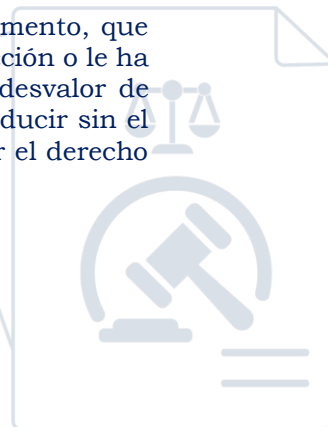 mento, que
ción o le ha
desvalor de
ducir sin el
r el derecho